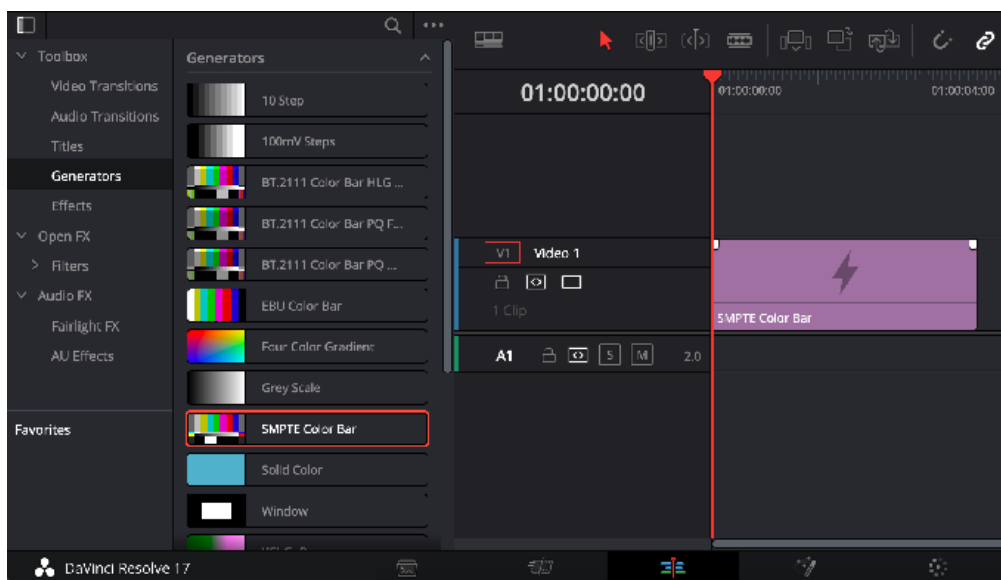 Toolbox
Video Transitions
Audio Transitions
Titles
Generators
Effects
Open FX
Filters
Audio FX
Fairlight FX
AU Effects
Favorites
Generators
10 Step
100mV Steps
BT.2111 Color Bar HLG ...
BT.2111 Color Bar PQ F...
BT.2111 Color Bar PQ ...
EBU Color Bar
Four Color Gradient
Grey Scale
SMPTE Color Bar
Solid Color
Window
01:00:00:00
01:00:00:00
01:00:04:00
V1 Video 1
1 Clip
SMPTE Color Bar
A1 S M 2.0
DaVinci Resolve 17